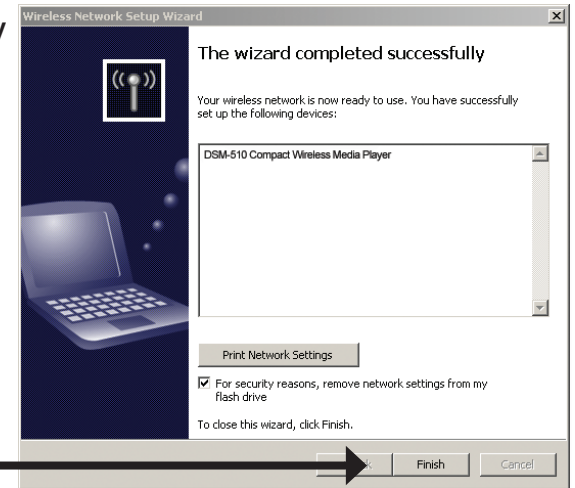 Wireless Network Setup Wizard
The wizard completed successfully
Your wireless network is now ready to use. You have successfully
set up the following devices:
DSM-510 Compact Wireless Media Player
Print Network Settings
For security reasons, remove network settings from my
flash drive
To close this wizard, click Finish.
Finish
Cancel